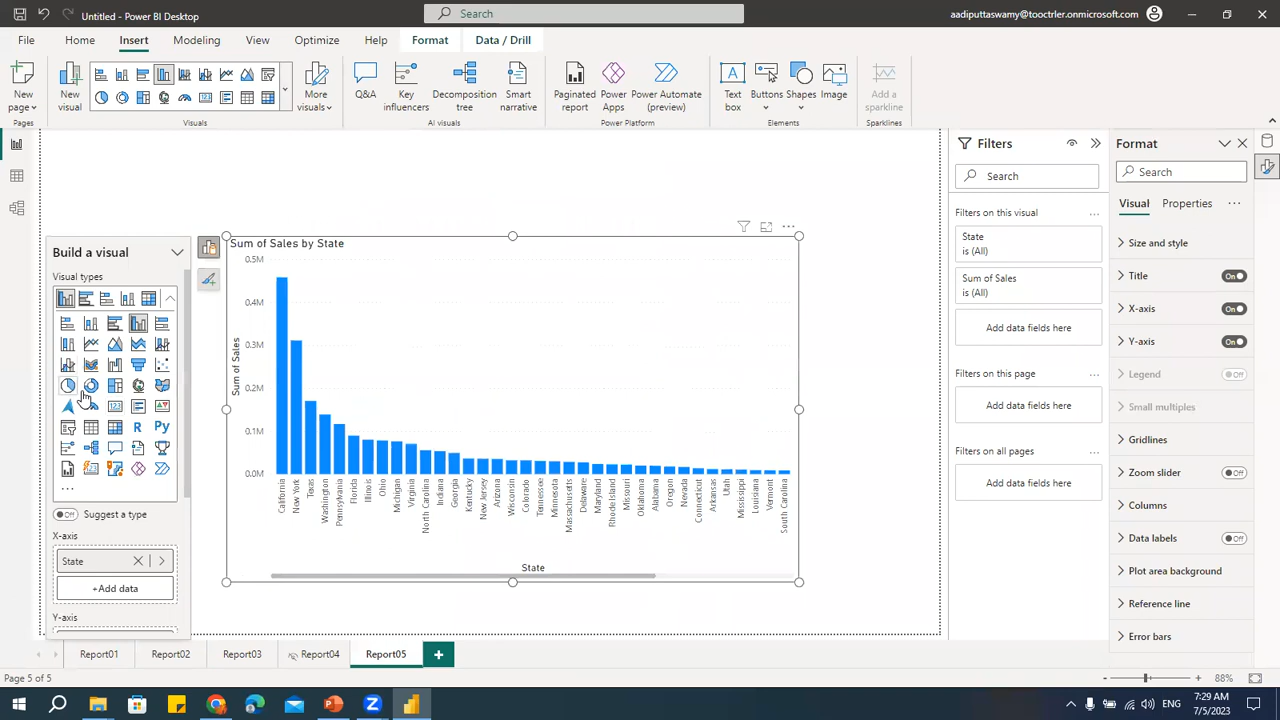 Untitled - Power BI Desktop
Search
aadiputtaswamy@tooctrler.onmicrosoft.com
File
Home
Insert
Modeling
View
Optimize
Help
Format
Data / Drill
New page
New visual
More visuals
Q&A
Key influencers
Decomposition tree
Smart narrative
Paginated report
Power Apps
Power Automate (preview)
Text box
Buttons
Shapes
Image
Add a sparkline
Pages
Visuals
AI visuals
Power Platform
Elements
Sparklines
Build a visual
Visual types
R
Py
Suggest a type
Off
X-axis
State
+Add data
Y-axis
Sum of Sales by State
0.5M
0.4M
0.3M
0.2M
0.1M
0.0M
Sum of Sales
California
New York
Texas
Washington
Pennsylvania
Florida
Illinois
Ohio
Michigan
Virginia
North Carolina
Indiana
Georgia
Kentucky
New Jersey
Arizona
Wisconsin
Colorado
Tennessee
Minnesota
Massachusetts
Delaware
Maryland
Rhode Island
Missouri
Oklahoma
Alabama
Oregon
Nevada
Connecticut
Arkansas
Utah
Mississippi
Louisiana
Vermont
South Carolina
State
Filters
Search
Filters on this visual
State
is (All)
Sum of Sales
is (All)
Add data fields here
Filters on this page
Add data fields here
Filters on all pages
Add data fields here
Format
Search
Visual
Properties
Size and style
Title
On
X-axis
On
Y-axis
On
Legend
Off
Small multiples
Gridlines
Zoom slider
Off
Columns
Data labels
Off
Plot area background
Reference line
Error bars
Report01
Report02
Report03
Report04
Report05
Page 5 of 5
88%
ENG
7:29 AM
7/5/2023